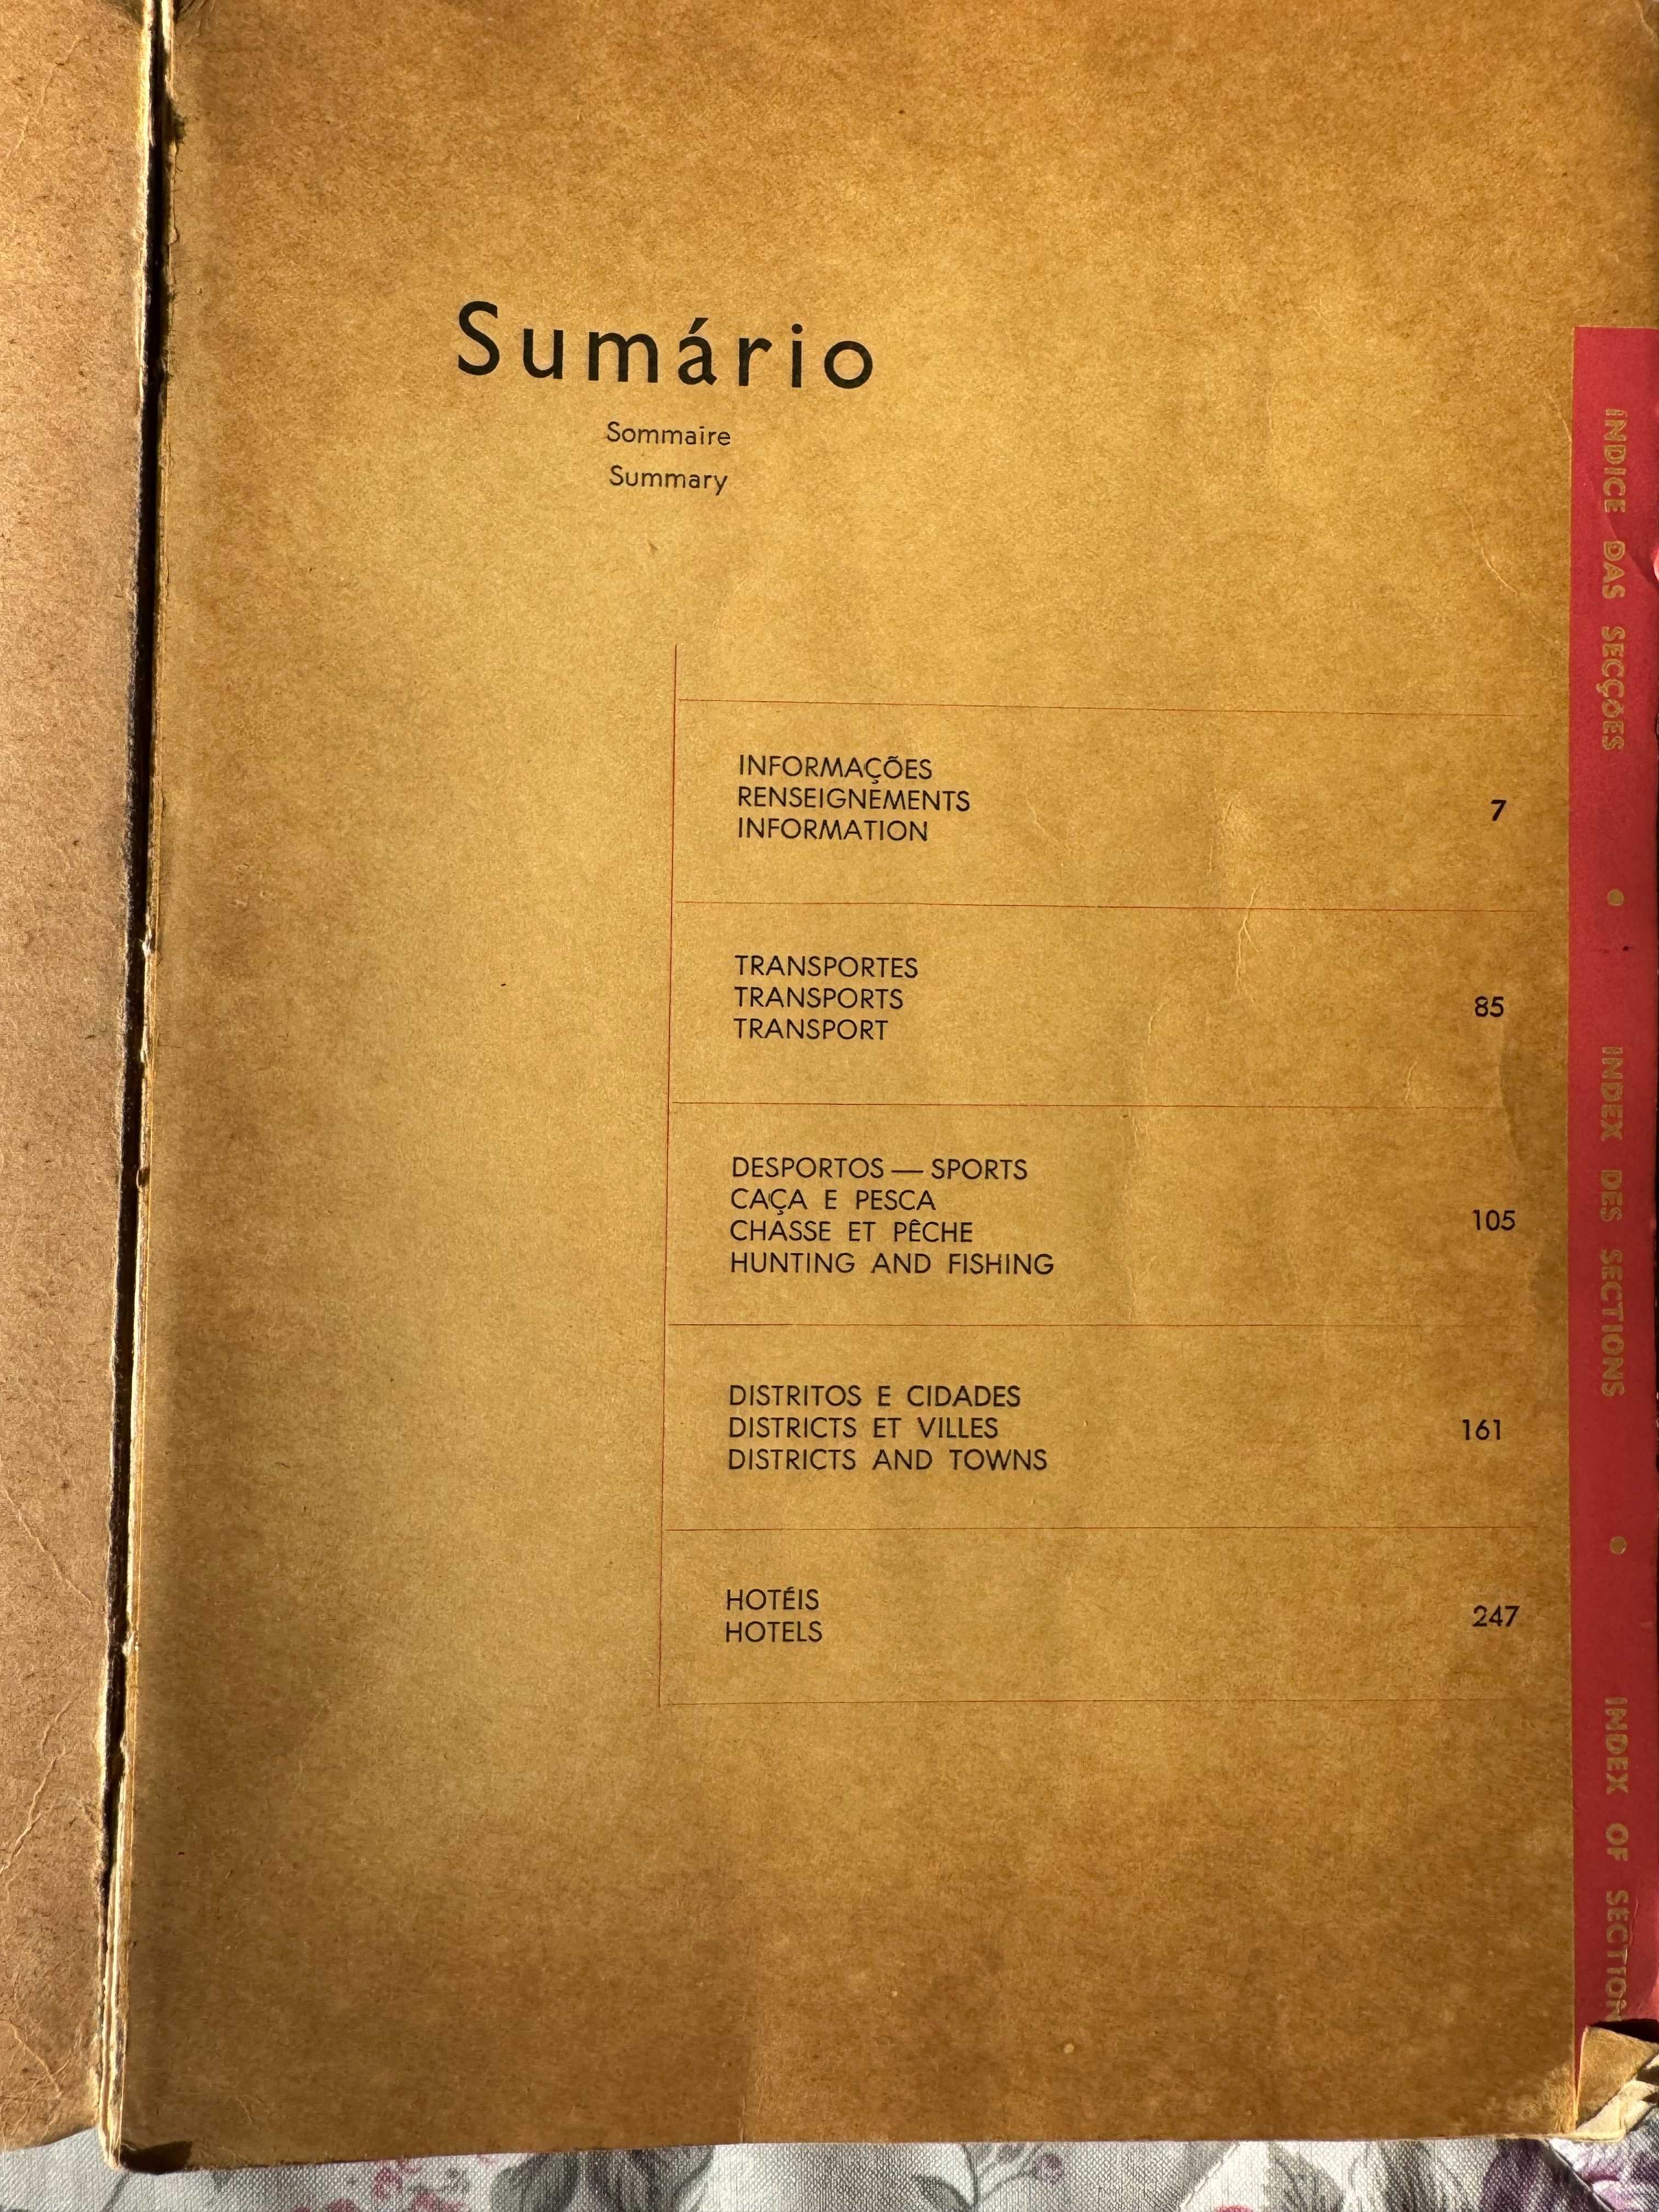 Sumário
Sommaire
Summary
INFORMAÇÕES
RENSEIGNEMENTS
INFORMATION
7
TRANSPORTES
TRANSPORTS
TRANSPORT
85
DESPORTOS — SPORTS
CAÇA E PESCA
CHASSE ET PÊCHE
HUNTING AND FISHING
105
DISTRITOS E CIDADES
DISTRICTS ET VILLES
DISTRICTS AND TOWNS
161
HOTÉIS
HOTELS
247
ÍNDICE DAS SECÇÕES • INDEX DES SECTIONS • INDEX OF SECTION